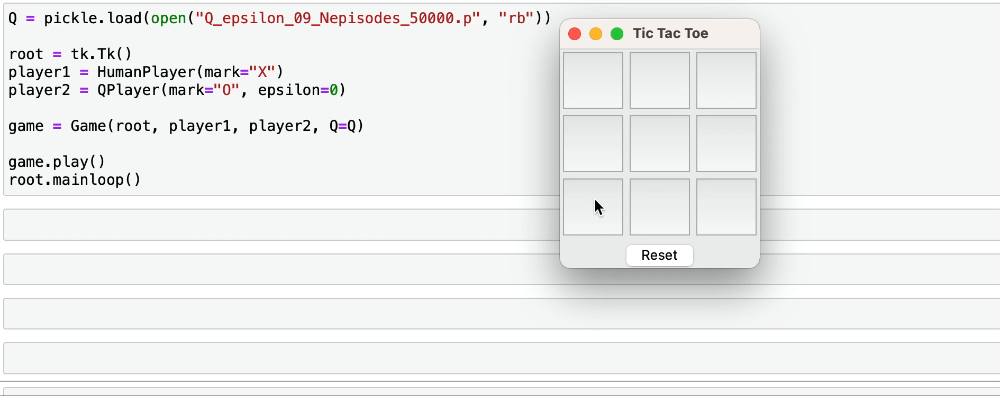 Q = pickle.load(open("Q_epsilon_09_Nepisodes_50000.p", "rb"))
root = tk.Tk()
player1 = HumanPlayer(mark="X")
player2 = QPlayer(mark="O", epsilon=0)
game = Game(root, player1, player2, Q=Q)
game.play()
root.mainloop()
Tic Tac Toe
Reset